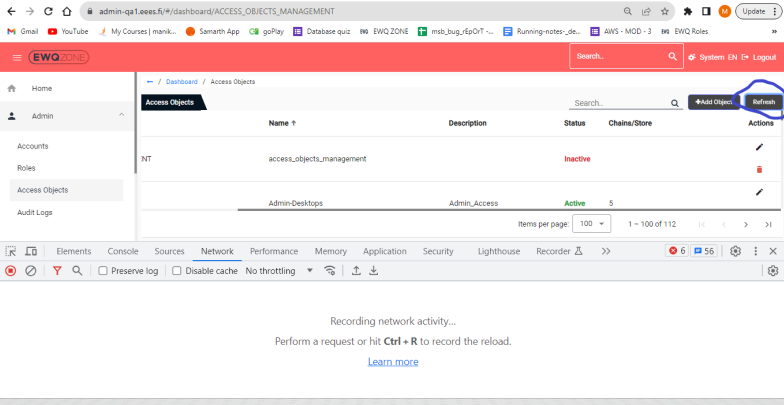 admin-qa1.eees.fi/#/dashboard/ACCESS_OBJECTS_MANAGEMENT
M
Update
Gmail YouTube My Courses | manik... Samarth App goPlay Database quiz EWQ ZONE msb_bug_rEpOrT -... Running-notes-_de... AWS - MOD - 3 EWQ Roles »
EWQZONE Search.. System EN Logout
Home
Admin
Accounts
Roles
Access Objects
Audit Logs
← / Dashboard / Access Objects
Access Objects Search.. +Add Object Refresh
Name ↑ Description Status Chains/Store Actions
NT access_objects_management Inactive
Admin-Desktops Admin_Access Active 5
Items per page: 100 1 – 100 of 112
Elements Console Sources Network Performance Memory Application Security Lighthouse Recorder 6 56
Preserve log Disable cache No throttling
Recording network activity...
Perform a request or hit Ctrl + R to record the reload.
Learn more